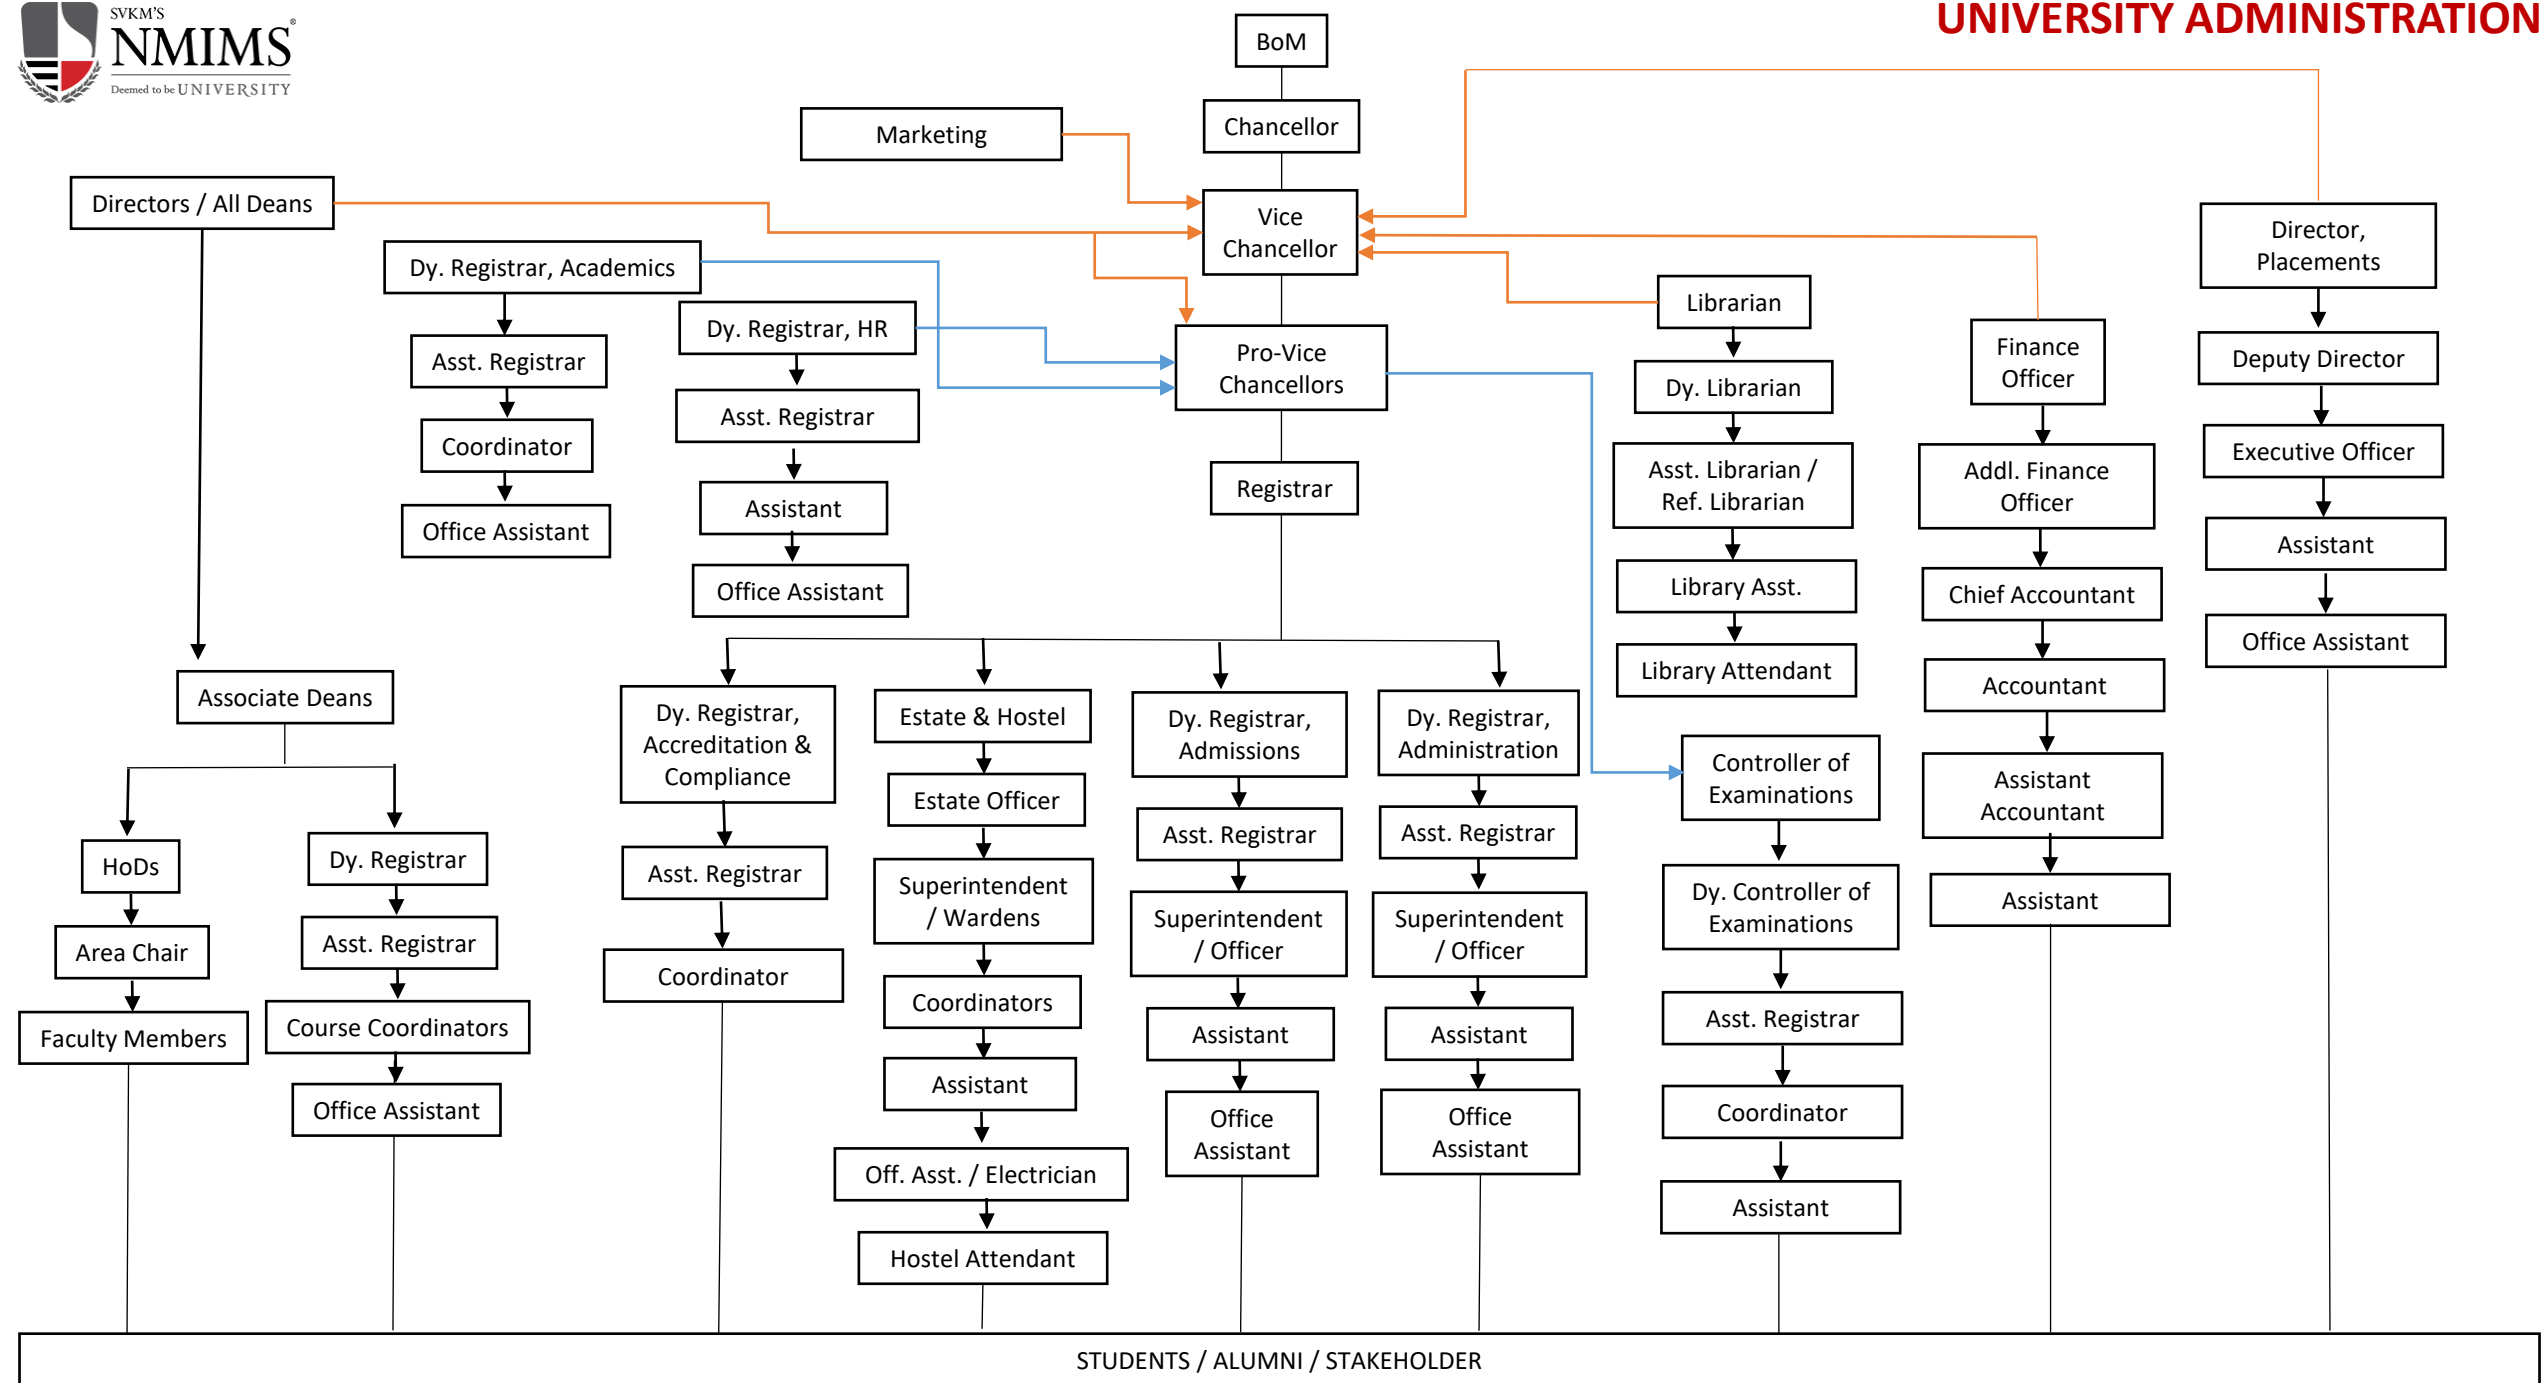 SVKM'S
NMIMS®
Deemed to be UNIVERSITY
UNIVERSITY ADMINISTRATION
BoM
Chancellor
Marketing
Vice
Chancellor
Directors / All Deans
Dy. Registrar, Academics
Asst. Registrar
Coordinator
Office Assistant
Dy. Registrar, HR
Asst. Registrar
Assistant
Office Assistant
Pro-Vice
Chancellors
Registrar
Librarian
Dy. Librarian
Asst. Librarian /
Ref. Librarian
Library Asst.
Library Attendant
Finance
Officer
Addl. Finance
Officer
Chief Accountant
Accountant
Assistant
Accountant
Assistant
Director,
Placements
Deputy Director
Executive Officer
Assistant
Office Assistant
Associate Deans
HoDs
Area Chair
Faculty Members
Dy. Registrar
Asst. Registrar
Course Coordinators
Office Assistant
Dy. Registrar,
Accreditation &
Compliance
Asst. Registrar
Coordinator
Estate & Hostel
Estate Officer
Superintendent
/ Wardens
Coordinators
Assistant
Off. Asst. / Electrician
Hostel Attendant
Dy. Registrar,
Admissions
Asst. Registrar
Superintendent
/ Officer
Assistant
Office
Assistant
Dy. Registrar,
Administration
Asst. Registrar
Superintendent
/ Officer
Assistant
Office
Assistant
Controller of
Examinations
Dy. Controller of
Examinations
Asst. Registrar
Coordinator
Assistant
STUDENTS / ALUMNI / STAKEHOLDER